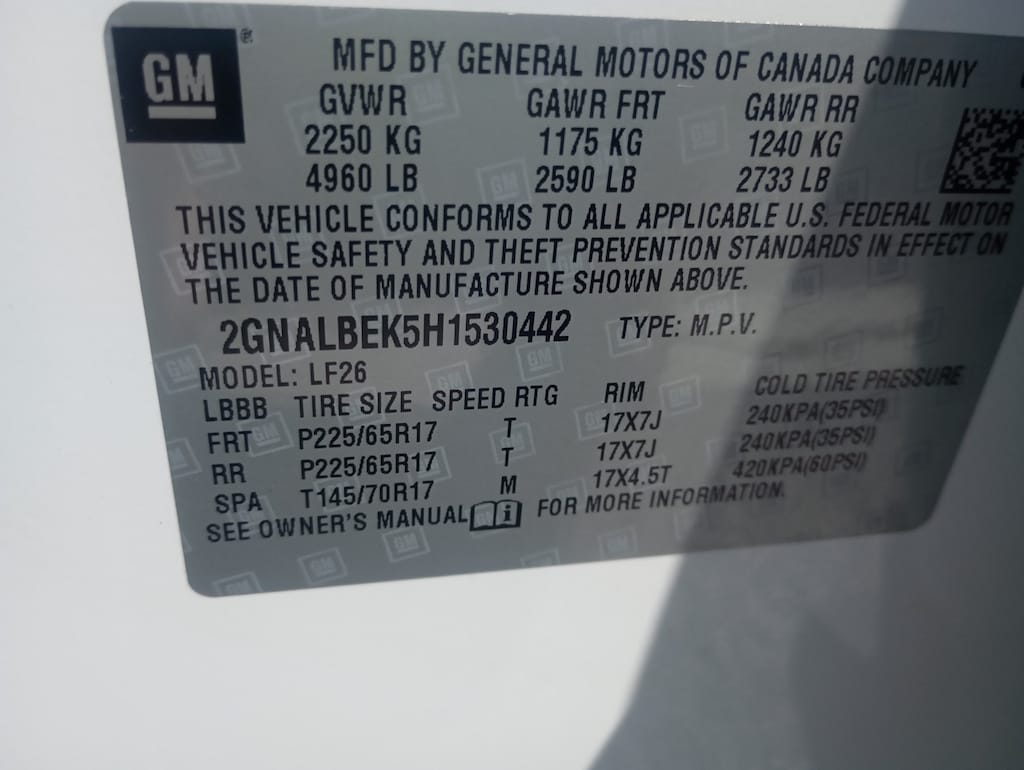 GM ®
MFD BY GENERAL MOTORS OF CANADA COMPANY
GVWR GAWR FRT GAWR RR
2250 KG 1175 KG 1240 KG
4960 LB 2590 LB 2733 LB
THIS VEHICLE CONFORMS TO ALL APPLICABLE U.S. FEDERAL MOTOR
VEHICLE SAFETY AND THEFT PREVENTION STANDARDS IN EFFECT ON
THE DATE OF MANUFACTURE SHOWN ABOVE.
2GNALBEK5H1530442 TYPE: M.P.V.
MODEL: LF26
LBBB TIRE SIZE SPEED RTG RIM COLD TIRE PRESSURE
FRT P225/65R17 T 17X7J 240KPA(35PSI)
RR P225/65R17 T 17X7J 240KPA(35PSI)
SPA T145/70R17 M 17X4.5T 420KPA(60PSI)
SEE OWNER'S MANUAL i FOR MORE INFORMATION.